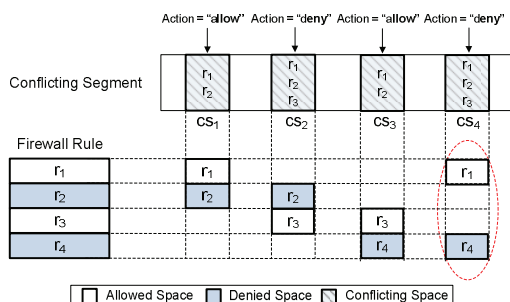 Action = "allow" Action = "deny" Action = "allow" Action = "deny"
Conflicting Segment
r1 r2
r1 r2 r3
r1 r2
r1 r2 r3
cs1 cs2 cs3 cs4
Firewall Rule
r1 r1 r1
r2 r2 r2
r3 r3 r3
r4 r4 r4
Allowed Space Denied Space Conflicting Space